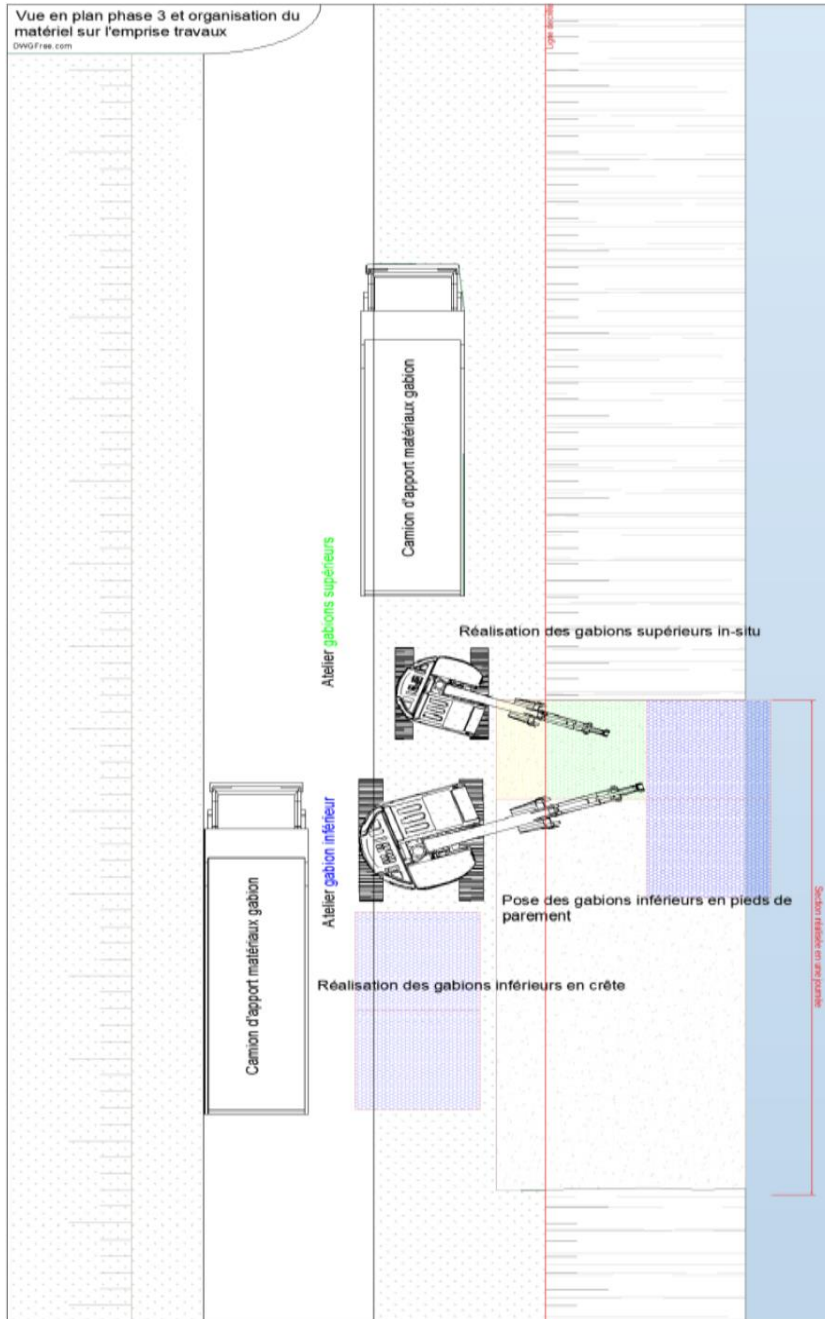 Vue en plan phase 3 et organisation du
matériel sur l'emprise travaux
DWGFree.com
Camion d'apport matériaux gabion
Atelier gabions supérieurs
Réalisation des gabions supérieurs in-situ
Atelier gabion inférieur
Camion d'apport matériaux gabion
Pose des gabions inférieurs en pieds de
parement
Réalisation des gabions inférieurs en crête
Section réalisée en une journée